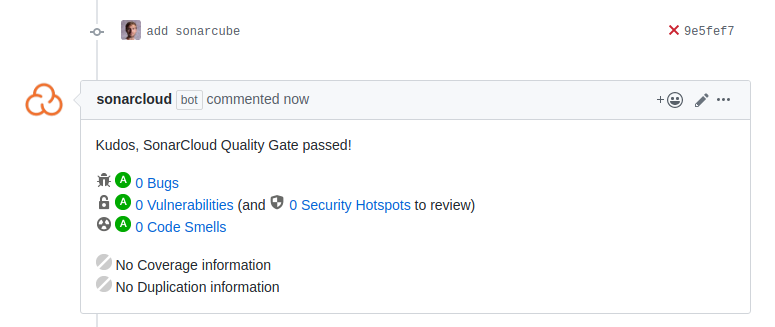 add sonarcube 9e5fef7
sonarcloud bot commented now
Kudos, SonarCloud Quality Gate passed!
A 0 Bugs
A 0 Vulnerabilities (and 0 Security Hotspots to review)
A 0 Code Smells
No Coverage information
No Duplication information